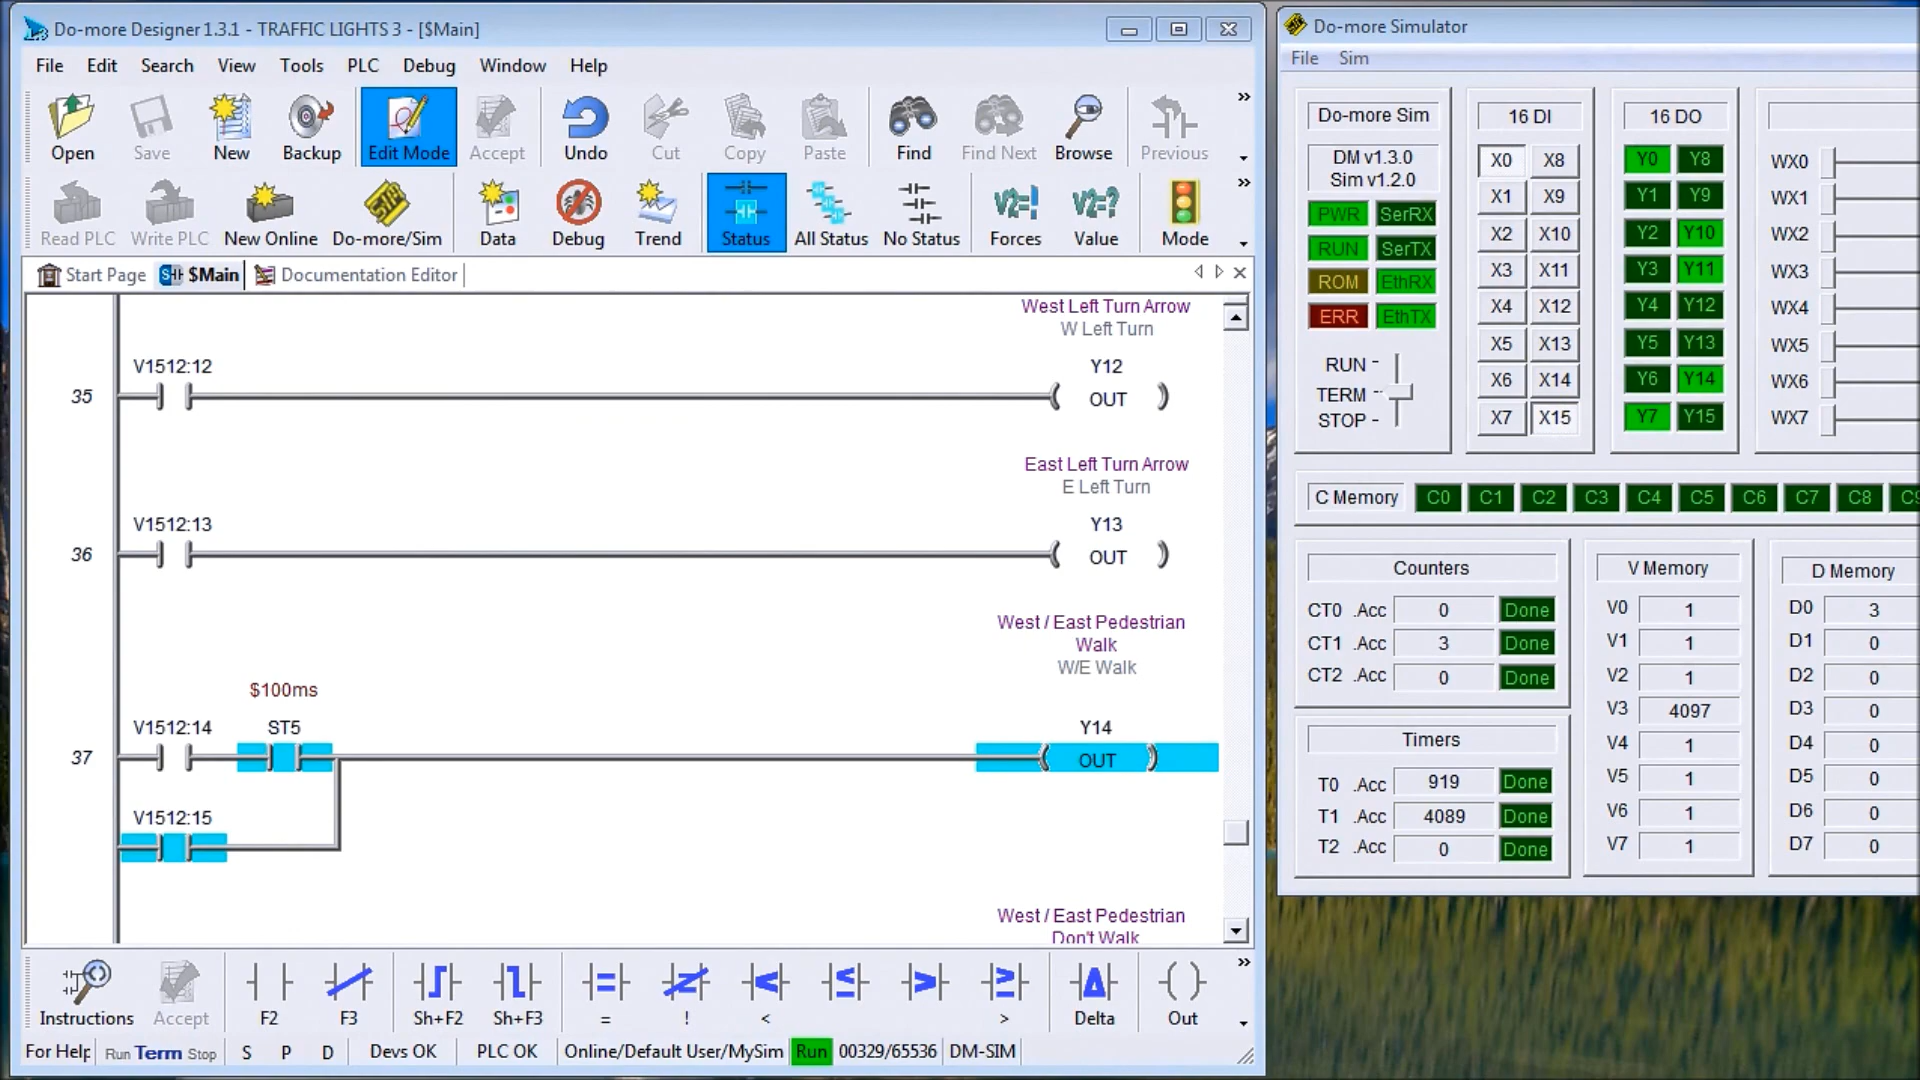 Do-more Designer 1.3.1 - TRAFFIC LIGHTS 3 - [$Main]
File Edit Search View Tools PLC Debug Window Help
Open Save New Backup Edit Mode Accept Undo Cut Copy Paste Find Find Next Browse Previous
Read PLC Write PLC New Online Do-more/Sim Data Debug Trend Status All Status No Status Forces Value Mode
Start Page $Main Documentation Editor
West Left Turn Arrow
W Left Turn
V1512:12 Y12
35 OUT
East Left Turn Arrow
E Left Turn
V1512:13 Y13
36 OUT
West / East Pedestrian
Walk
W/E Walk
$100ms
V1512:14 ST5 Y14
37 OUT
V1512:15
West / East Pedestrian
Don't Walk
Instructions Accept F2 F3 Sh+F2 Sh+F3 = ! < > Delta Out
For Help Run Term Stop S P D Devs OK PLC OK Online/Default User/MySim Run 00329/65536 DM-SIM
Do-more Simulator
File Sim
Do-more Sim
DM v1.3.0
Sim v1.2.0
PWR SerRX
RUN SerTX
ROM EthRX
ERR EthTX
RUN
TERM
STOP
16 DI
X0 X8
X1 X9
X2 X10
X3 X11
X4 X12
X5 X13
X6 X14
X7 X15
16 DO
Y0 Y8
Y1 Y9
Y2 Y10
Y3 Y11
Y4 Y12
Y5 Y13
Y6 Y14
Y7 Y15
WX0
WX1
WX2
WX3
WX4
WX5
WX6
WX7
C Memory C0 C1 C2 C3 C4 C5 C6 C7 C8 C9
Counters
CT0 .Acc 0 Done
CT1 .Acc 3 Done
CT2 .Acc 0 Done
Timers
T0 .Acc 919 Done
T1 .Acc 4089 Done
T2 .Acc 0 Done
V Memory
V0 1
V1 1
V2 1
V3 4097
V4 1
V5 1
V6 1
V7 1
D Memory
D0 3
D1 0
D2 0
D3 0
D4 0
D5 0
D6 0
D7 0